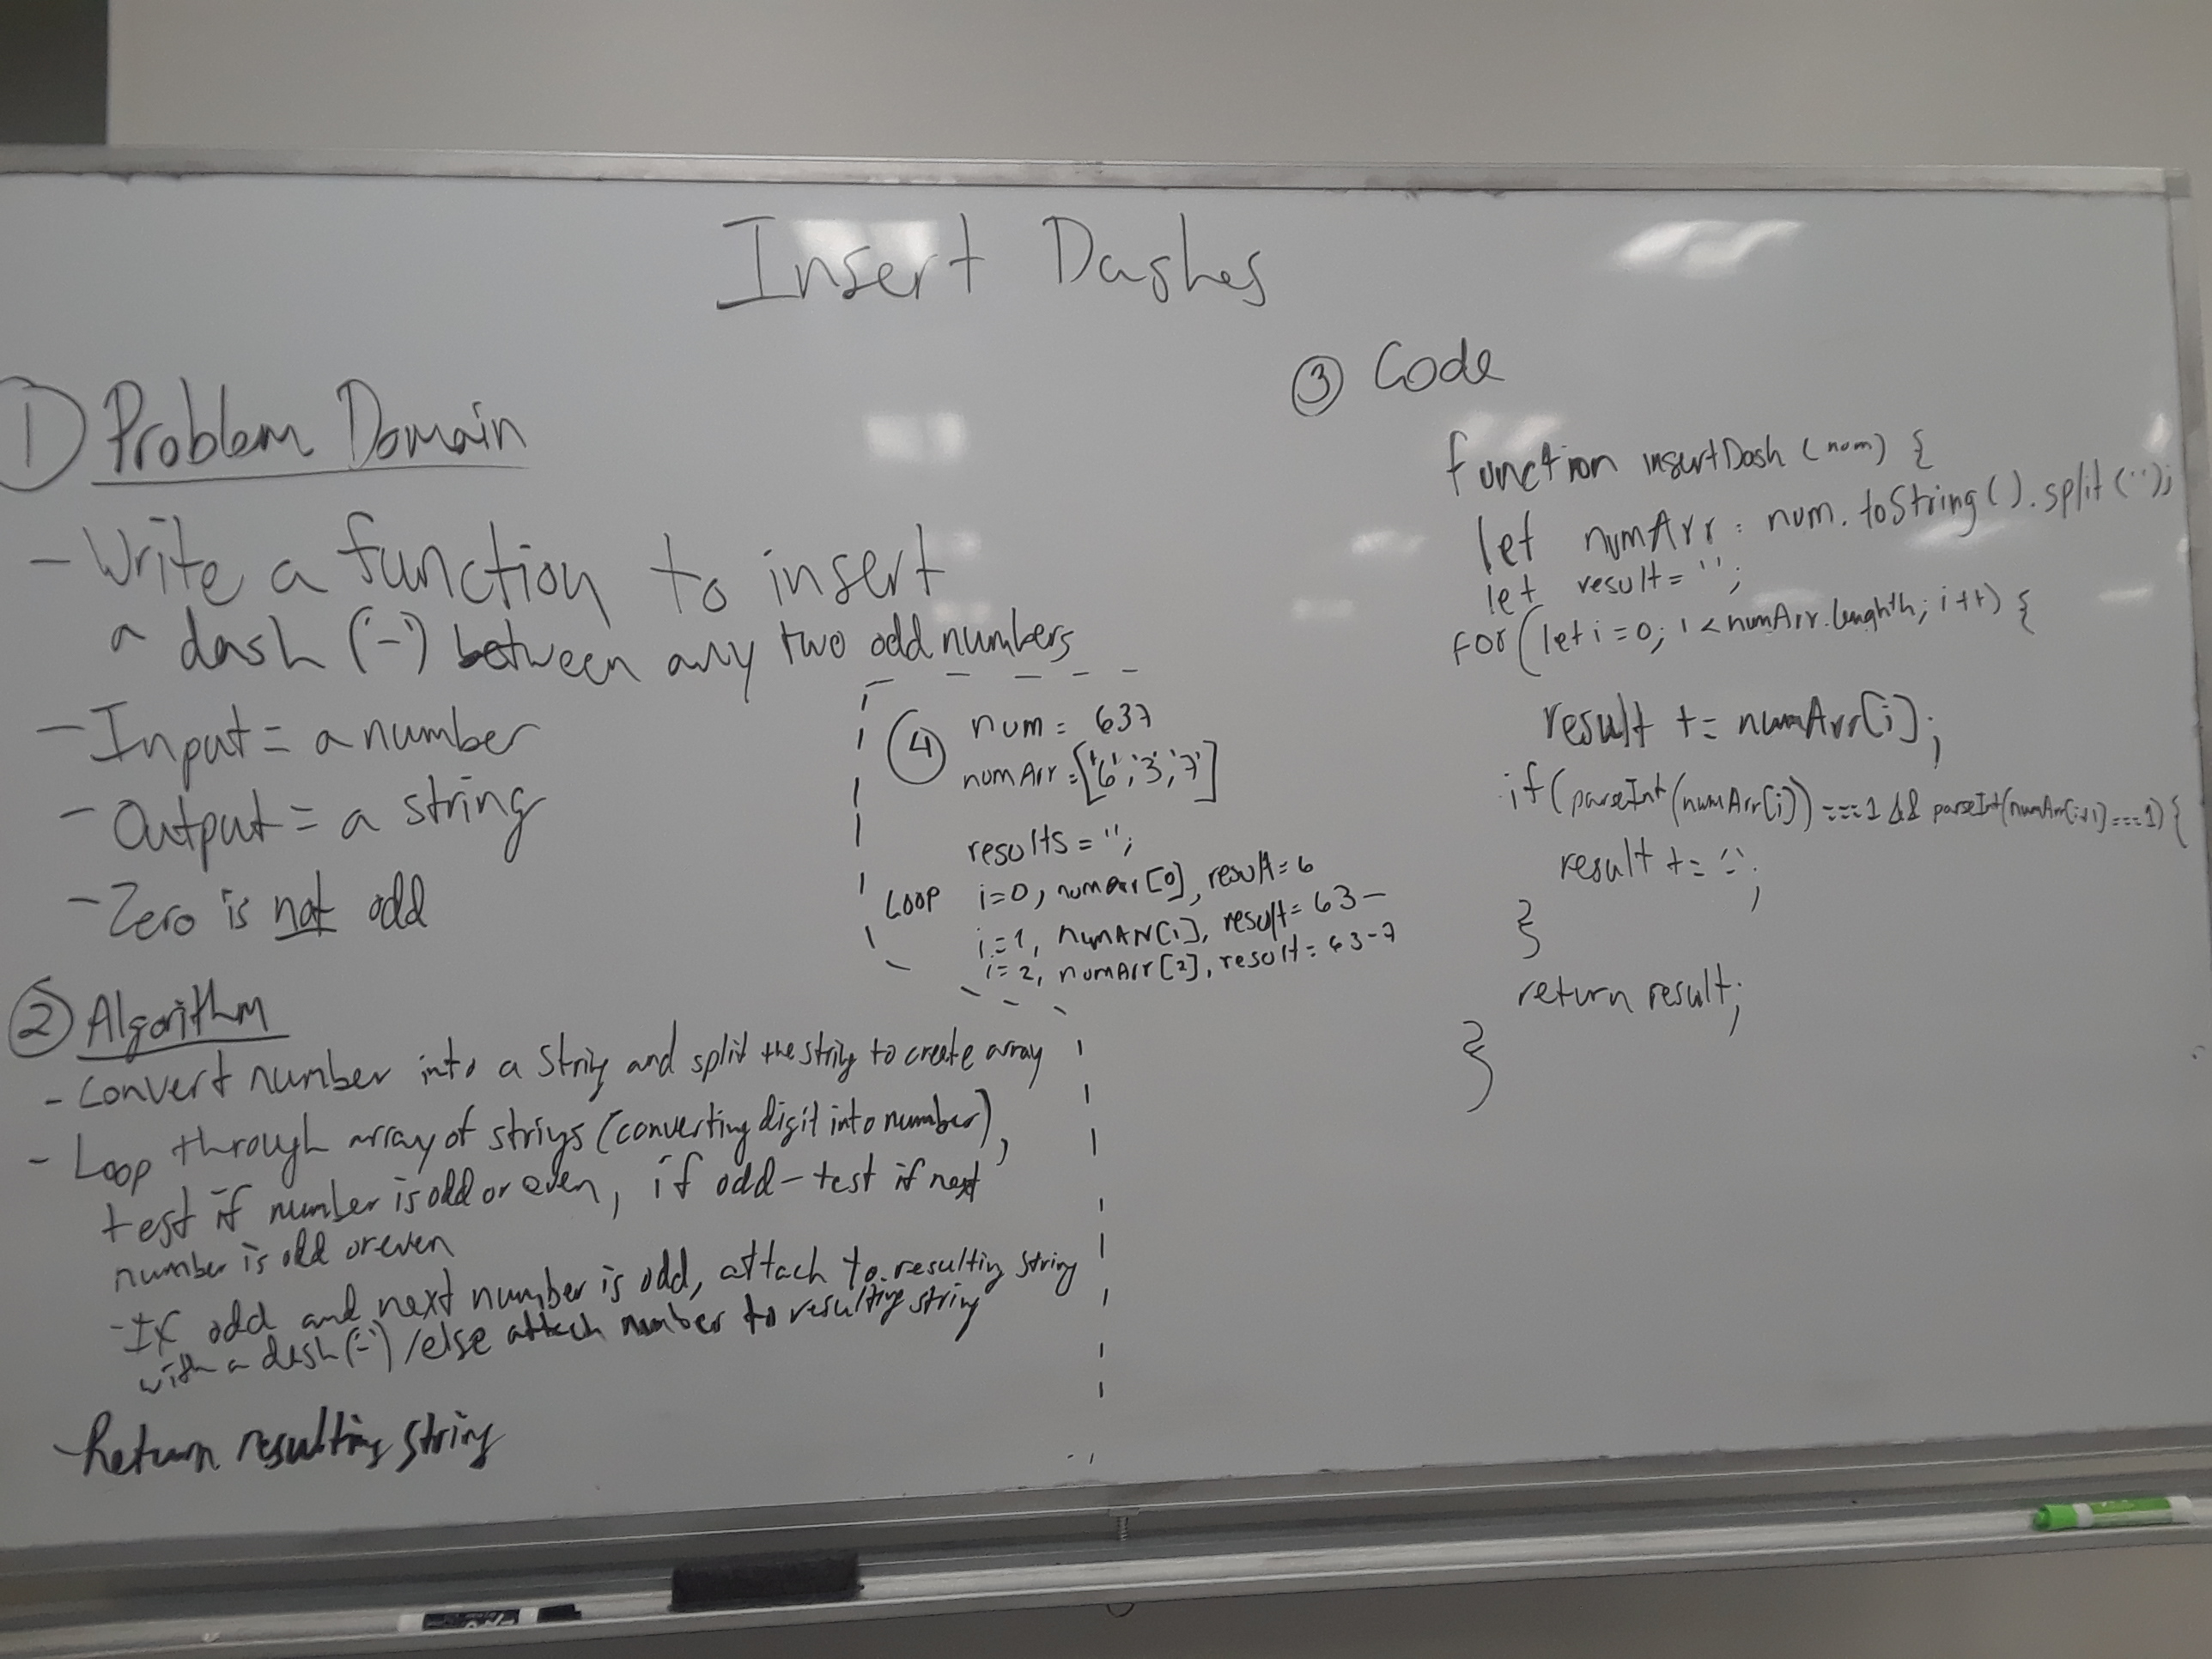 Insert Dashes
① Problem Domain
- Write a function to insert
a dash ('-') between any two odd numbers
- Input = a number
- Output = a string
- Zero is not odd
② Algorithm
- Convert number into a string and split the string to create array
- Loop through array of strings (converting digit into number),
test if number is odd or even, if odd - test if next
number is odd or even
- If odd and next number is odd, attach to resulting string
with a dash ('-') / else attach number to resulting string
- Return resulting string
④ num = 637
numArr = ['6','3','7']
results = '';
LOOP i=0, numArr[0], result = 6
i=1, numArr[1], result = 63-
i=2, numArr[2], result = 63-7
③ Code
function insertDash (num) {
let numArr = num.toString().split('');
let result = '';
for (let i=0; i < numArr.lenghth; i++) {
result += numArr[i];
if (parseInt(numArr[i]) === 1 && parseInt(numArr[i+1] === 1) {
result += '-';
}
return result;
}